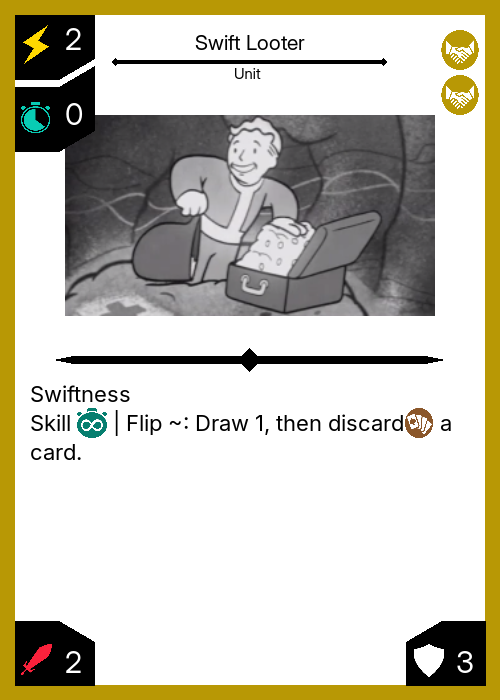 2
Swift Looter
Unit
0
Swiftness
Skill | Flip ~: Draw 1, then discard a
card.
2
3